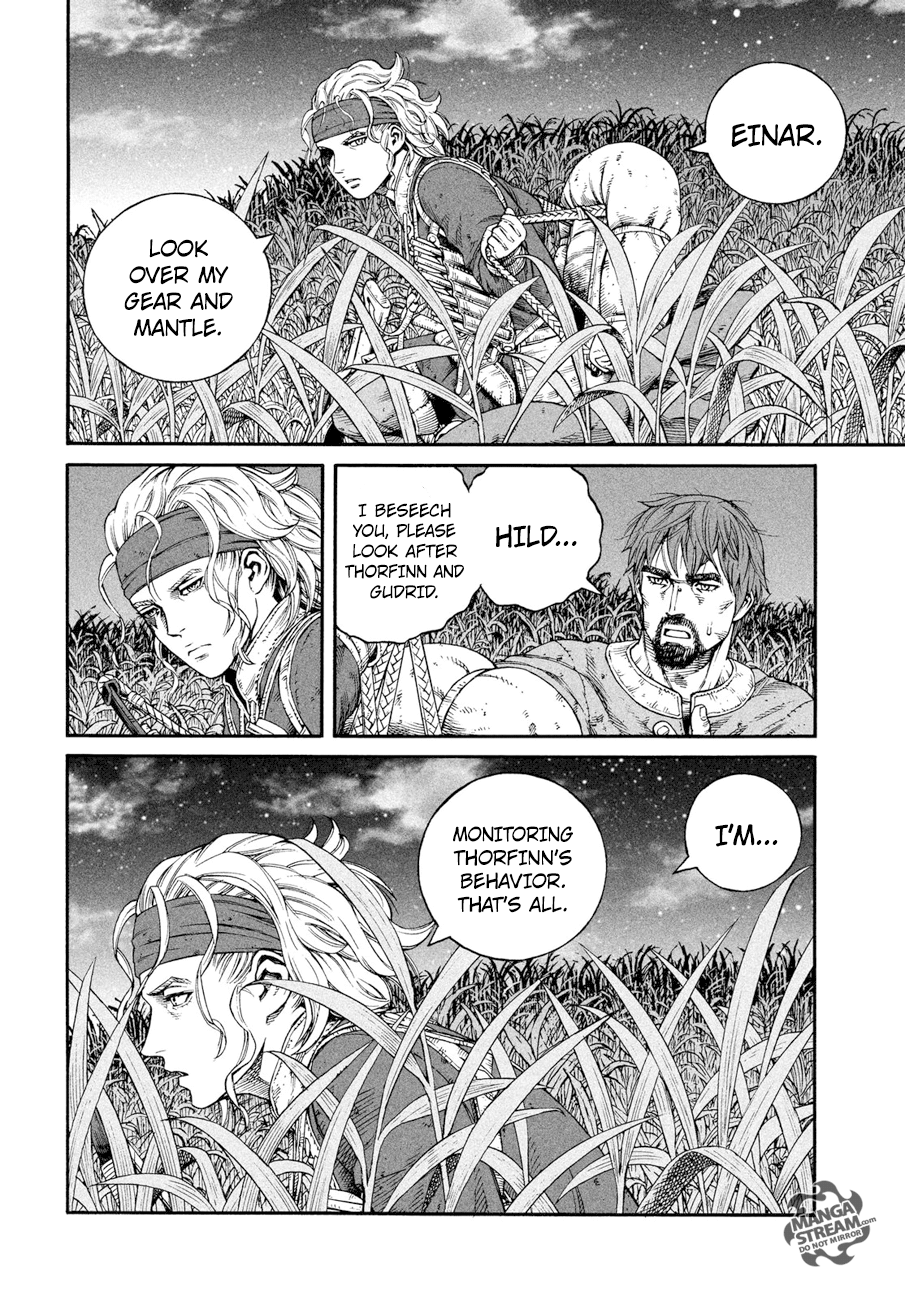 EINAR.
LOOK
OVER MY
GEAR AND
MANTLE.
HILD...
I BESEECH
YOU, PLEASE
LOOK AFTER
THORFINN AND
GUDRID.
I'M...
MONITORING
THORFINN'S
BEHAVIOR.
THAT'S ALL.
MANGA
STREAM.com
DO NOT MIRROR